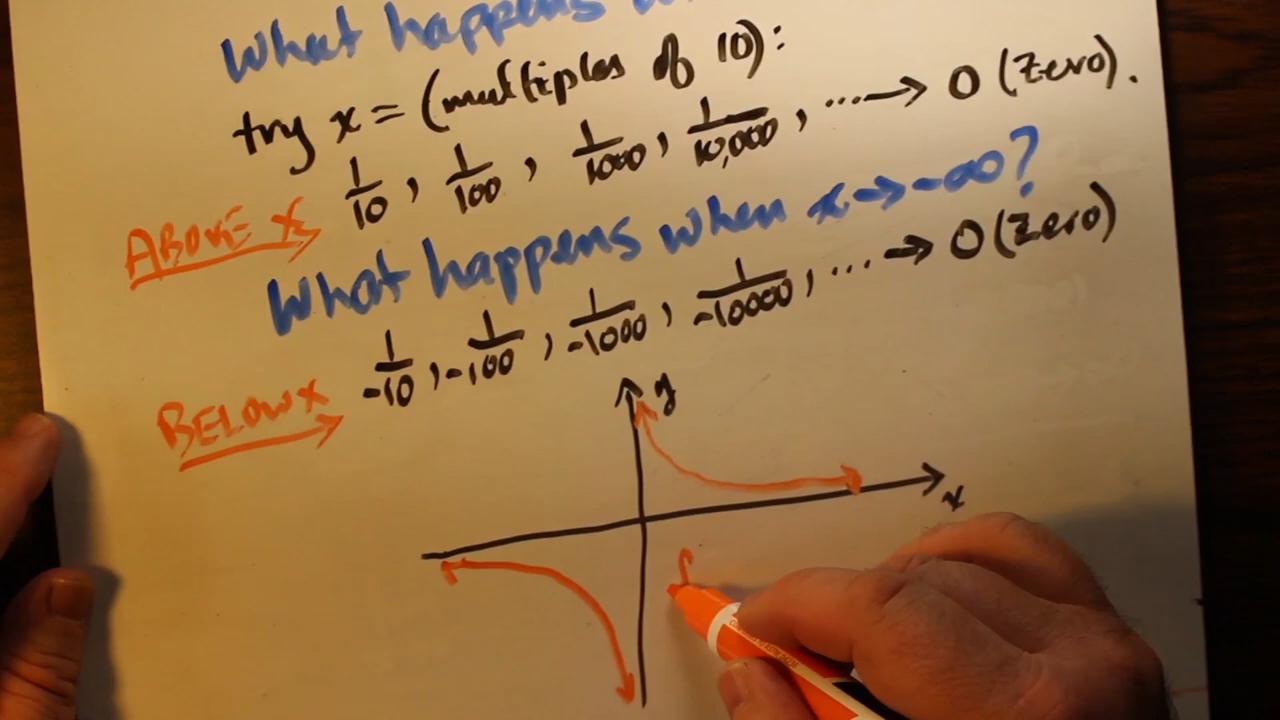 What happens
try x = (multiples of 10):
1/10, 1/100, 1/1000, 1/10,000, ....→ 0 (Zero).
ABOVE x
What happens when x→-∞?
1/-10, 1/-100, 1/-1000, 1/-10000, ... → 0 (Zero)
BELOW x
y
x